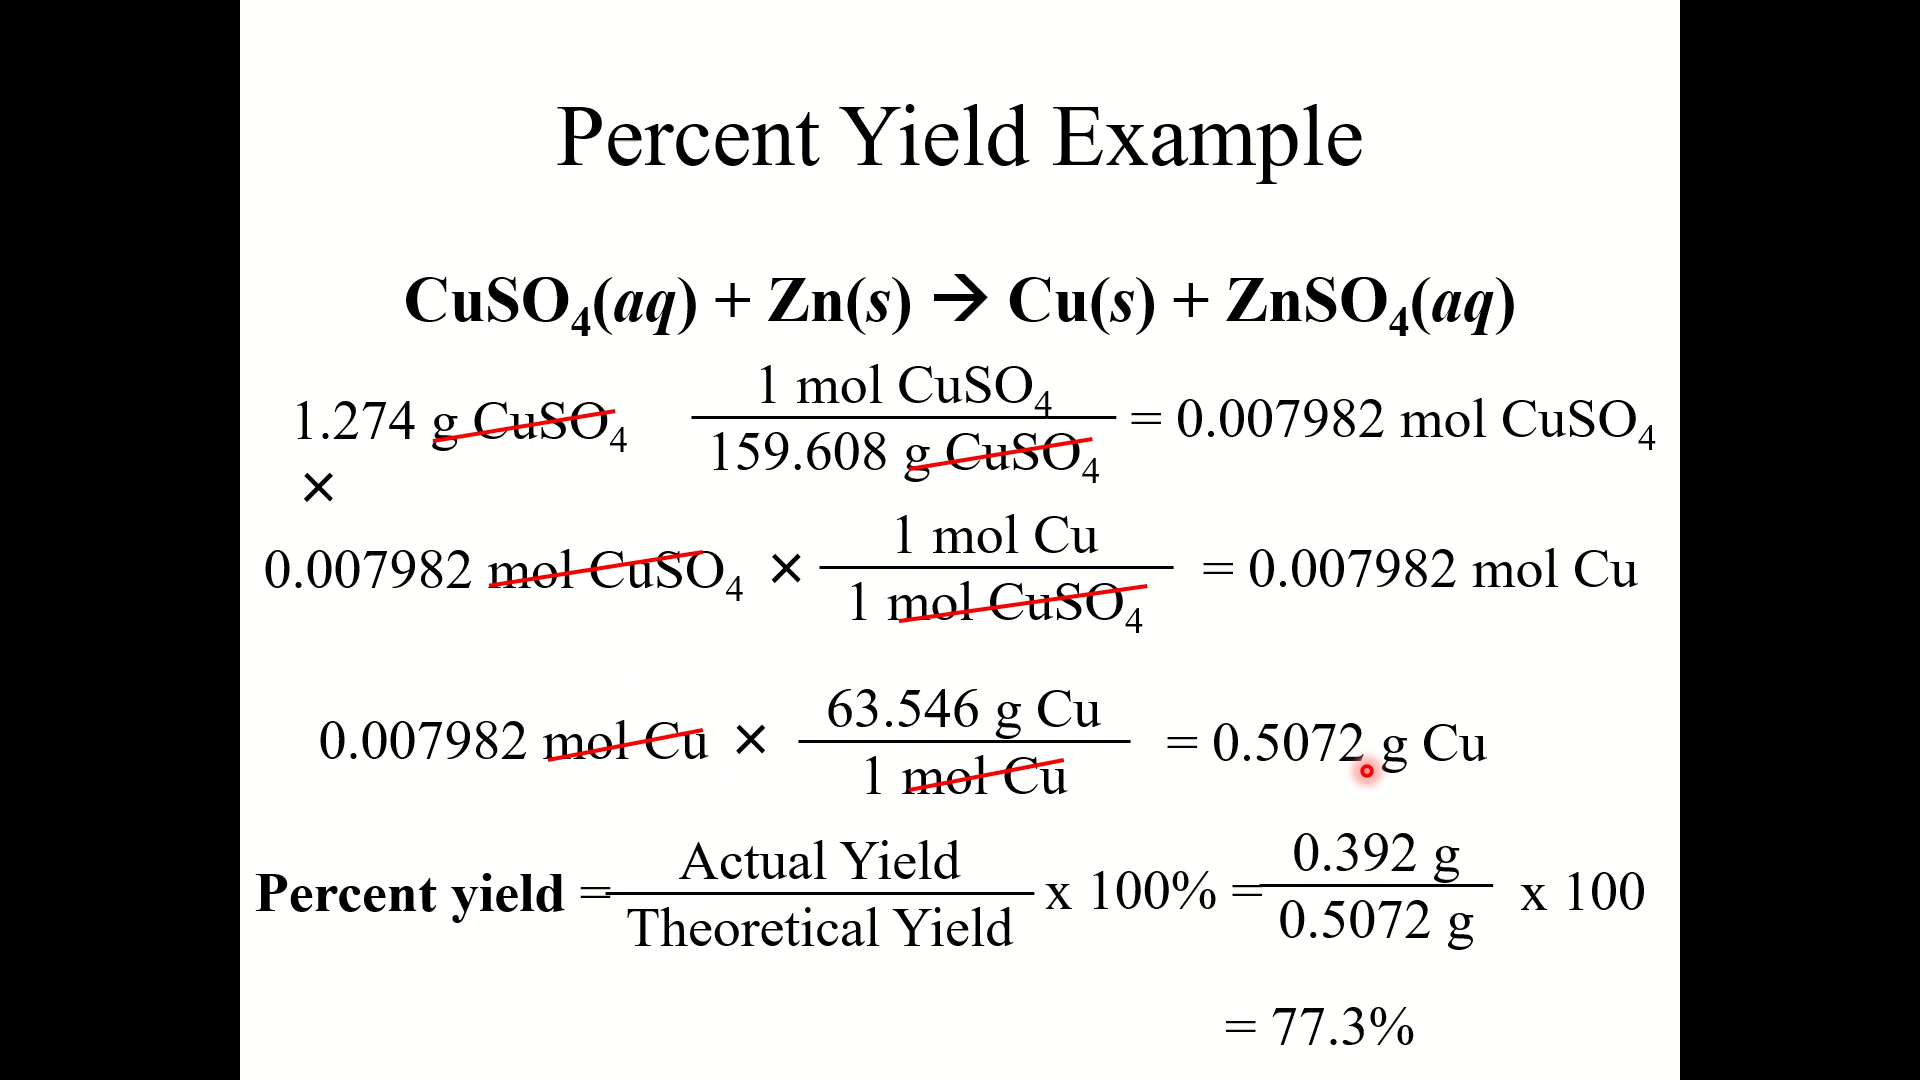 Percent Yield Example
CuSO₄(aq) + Zn(s) → Cu(s) + ZnSO₄(aq)
1 mol CuSO₄
1.274 g CuSO₄
= 0.007982 mol CuSO₄
159.608 g CuSO₄
×
1 mol Cu
0.007982 mol CuSO₄ ×
= 0.007982 mol Cu
1 mol CuSO₄
63.546 g Cu
0.007982 mol Cu ×
= 0.5072 g Cu
1 mol Cu
Actual Yield
Percent yield =
Theoretical Yield
x 100% =
0.392 g
0.5072 g
x 100
= 77.3%